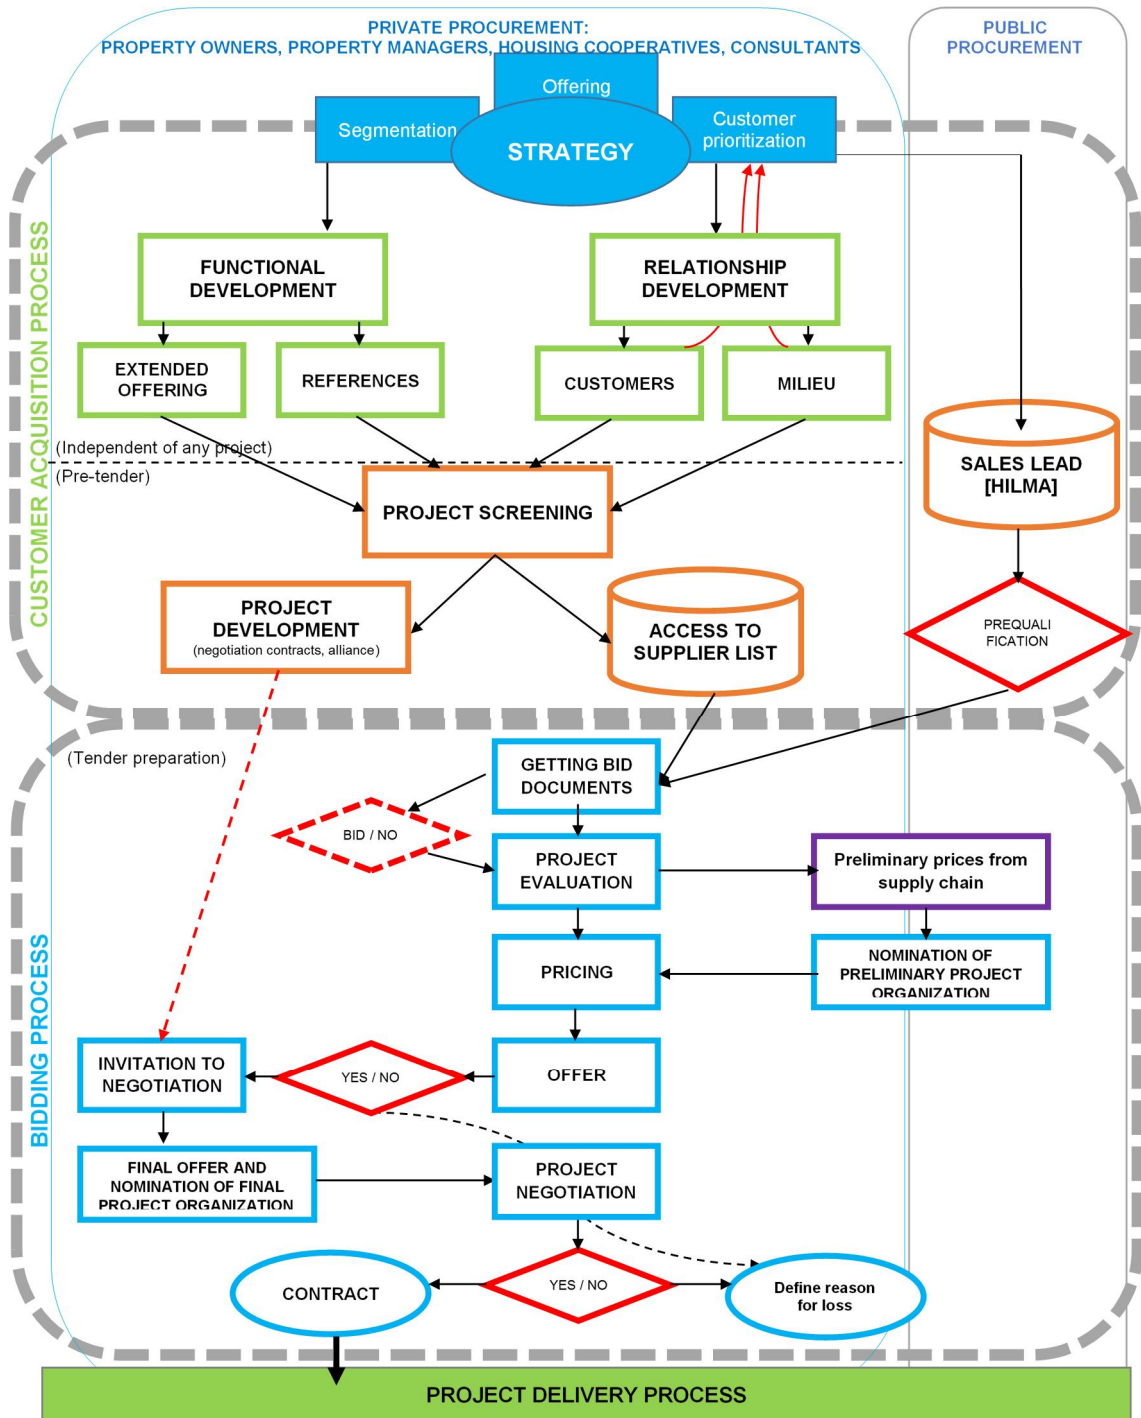 PRIVATE PROCUREMENT:
PROPERTY OWNERS, PROPERTY MANAGERS, HOUSING COOPERATIVES, CONSULTANTS
PUBLIC
PROCUREMENT
Offering
Segmentation
Customer
prioritization
STRATEGY
CUSTOMER ACQUISITION PROCESS
FUNCTIONAL
DEVELOPMENT
RELATIONSHIP
DEVELOPMENT
EXTENDED
OFFERING
REFERENCES
CUSTOMERS
MILIEU
(Independent of any project)
(Pre-tender)
SALES LEAD
[HILMA]
PROJECT SCREENING
PROJECT
DEVELOPMENT
(negotiation contracts, alliance)
ACCESS TO
SUPPLIER LIST
PREQUALI
FICATION
BIDDING PROCESS
(Tender preparation)
GETTING BID
DOCUMENTS
BID / NO
PROJECT
EVALUATION
Preliminary prices from
supply chain
PRICING
NOMINATION OF
PRELIMINARY PROJECT
ORGANIZATION
INVITATION TO
NEGOTIATION
YES / NO
OFFER
FINAL OFFER AND
NOMINATION OF FINAL
PROJECT ORGANIZATION
PROJECT
NEGOTIATION
CONTRACT
YES / NO
Define reason
for loss
PROJECT DELIVERY PROCESS